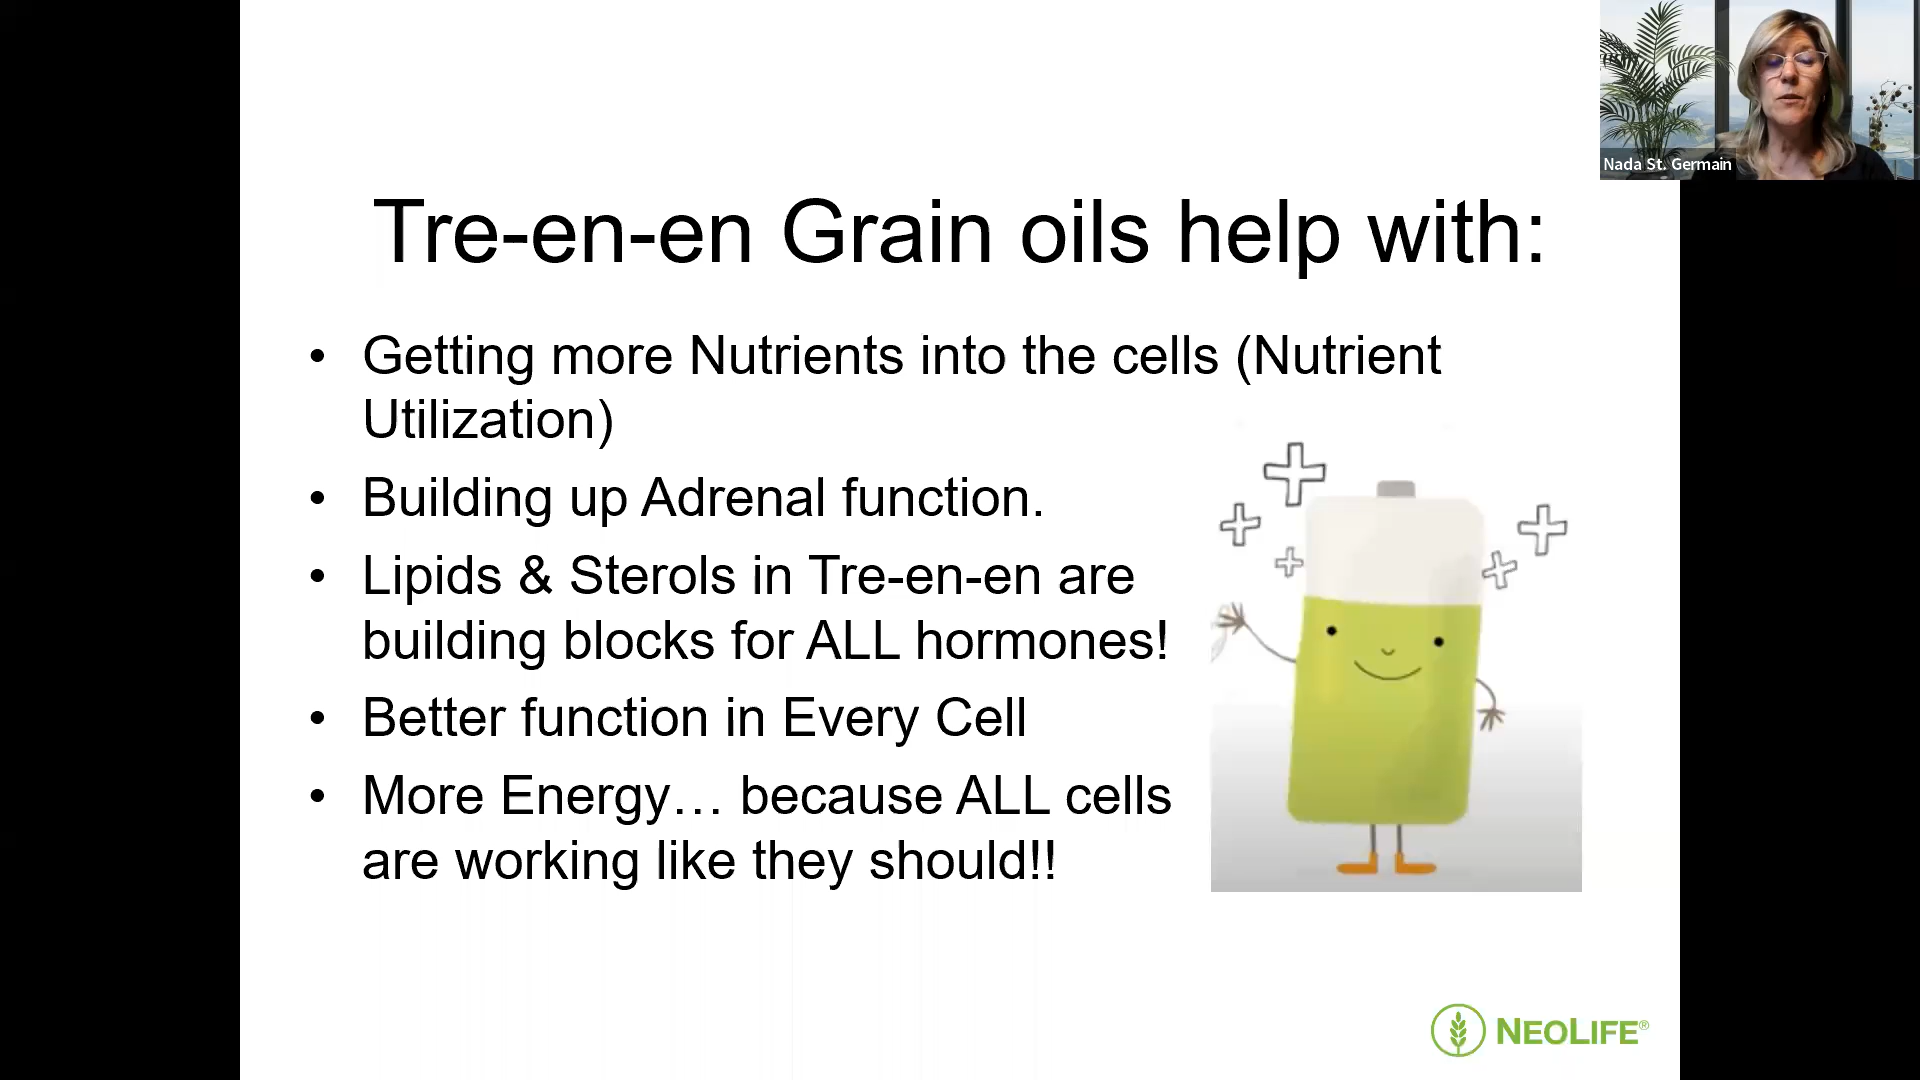 Nada St. Germain
Tre-en-en Grain oils help with:
• Getting more Nutrients into the cells (Nutrient
Utilization)
• Building up Adrenal function.
• Lipids & Sterols in Tre-en-en are
building blocks for ALL hormones!
• Better function in Every Cell
• More Energy… because ALL cells
are working like they should!!
NEOLIFE®